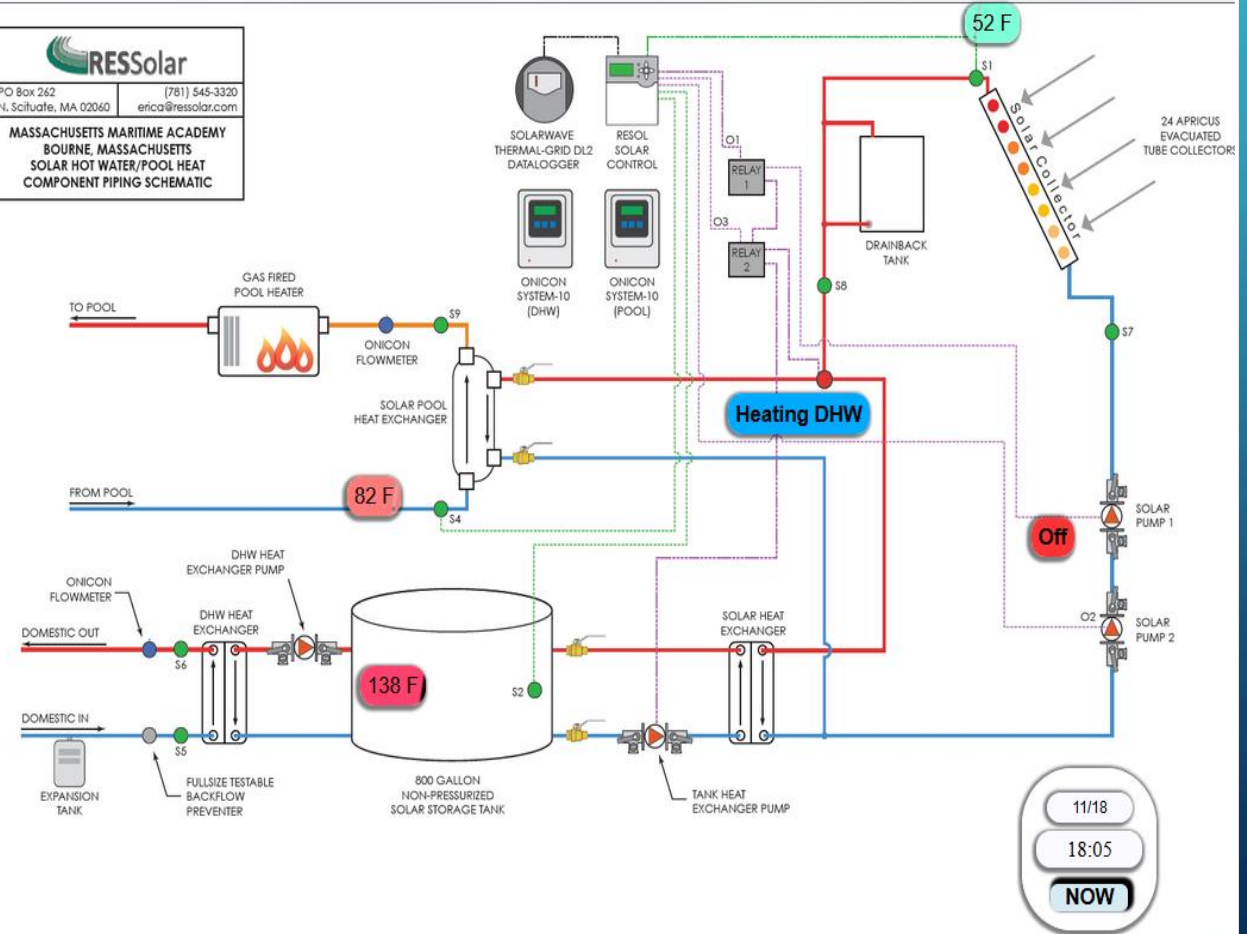 52 F
RESSolar
PO Box 262
N. Scituate, MA 02060
(781) 545-3320
erica@ressolar.com
MASSACHUSETTS MARITIME ACADEMY
BOURNE, MASSACHUSETTS
SOLAR HOT WATER/POOL HEAT
COMPONENT PIPING SCHEMATIC
SOLARWAVE
THERMAL-GRID DL2
DATALOGGER
RESOL
SOLAR
CONTROL
S1
Solar Collector
24 APRICUS
EVACUATED
TUBE COLLECTORS
O1
RELAY
1
O3
RELAY
2
DRAINBACK
TANK
ONICON
SYSTEM-10
(DHW)
ONICON
SYSTEM-10
(POOL)
S8
S7
GAS FIRED
POOL HEATER
TO POOL
S9
ONICON
FLOWMETER
SOLAR POOL
HEAT EXCHANGER
Heating DHW
FROM POOL
82 F
S4
SOLAR
PUMP 1
Off
DHW HEAT
EXCHANGER PUMP
ONICON
FLOWMETER
DHW HEAT
EXCHANGER
SOLAR HEAT
EXCHANGER
O2
SOLAR
PUMP 2
DOMESTIC OUT
S6
138 F
S2
DOMESTIC IN
S5
EXPANSION
TANK
FULLSIZE TESTABLE
BACKFLOW
PREVENTER
800 GALLON
NON-PRESSURIZED
SOLAR STORAGE TANK
TANK HEAT
EXCHANGER PUMP
11/18
18:05
NOW